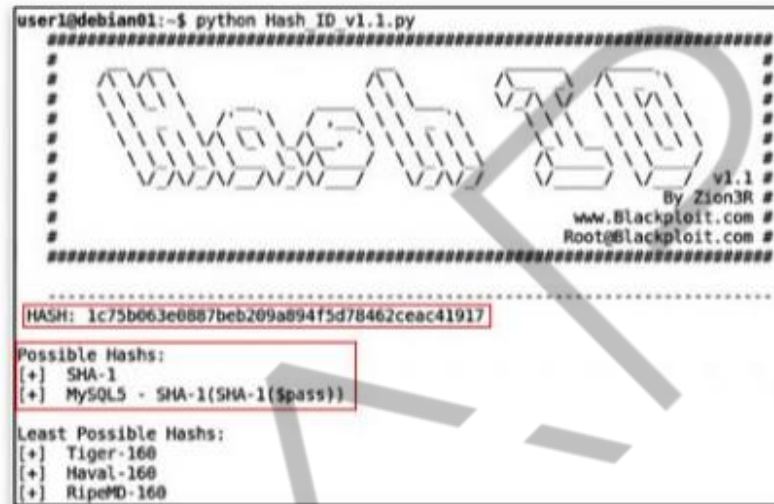 user1@debian01:~$ python Hash_ID_v1.1.py
#########################################################################
v1.1 #
By Zion3R #
www.Blackploit.com #
Root@Blackploit.com #
#########################################################################
HASH: 1c75b063e0887beb209a894f5d78462ceac41917
Possible Hashs:
[+] SHA-1
[+] MySQL5 - SHA-1(SHA-1($pass))
Least Possible Hashs:
[+] Tiger-160
[+] Haval-160
[+] RipeMD-160